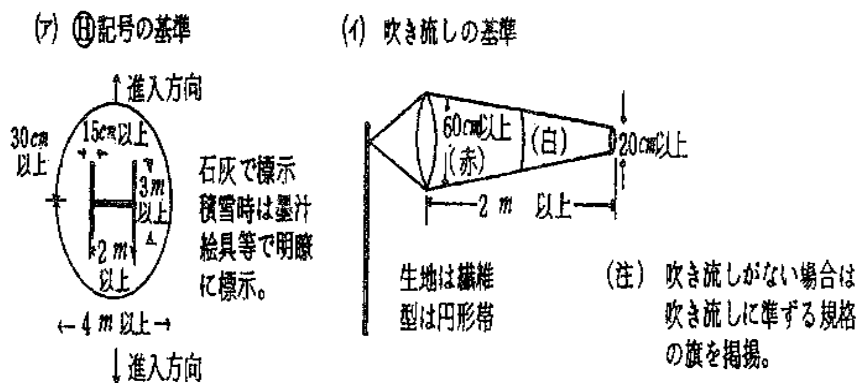 (ア) Ⓗ記号の基準
↑進入方向
30cm
以上
15cm以上
3m
以上
2m
以上
←4m以上→
↓進入方向
石灰で標示
積雪時は墨汁
絵具等で明瞭
に標示。
(イ) 吹き流しの基準
60cm以上
(赤)
(白)
20cm以上
2m 以上
生地は繊維
型は円形帯
(注) 吹き流しがない場合は
吹き流しに準ずる規格
の旗を掲揚。